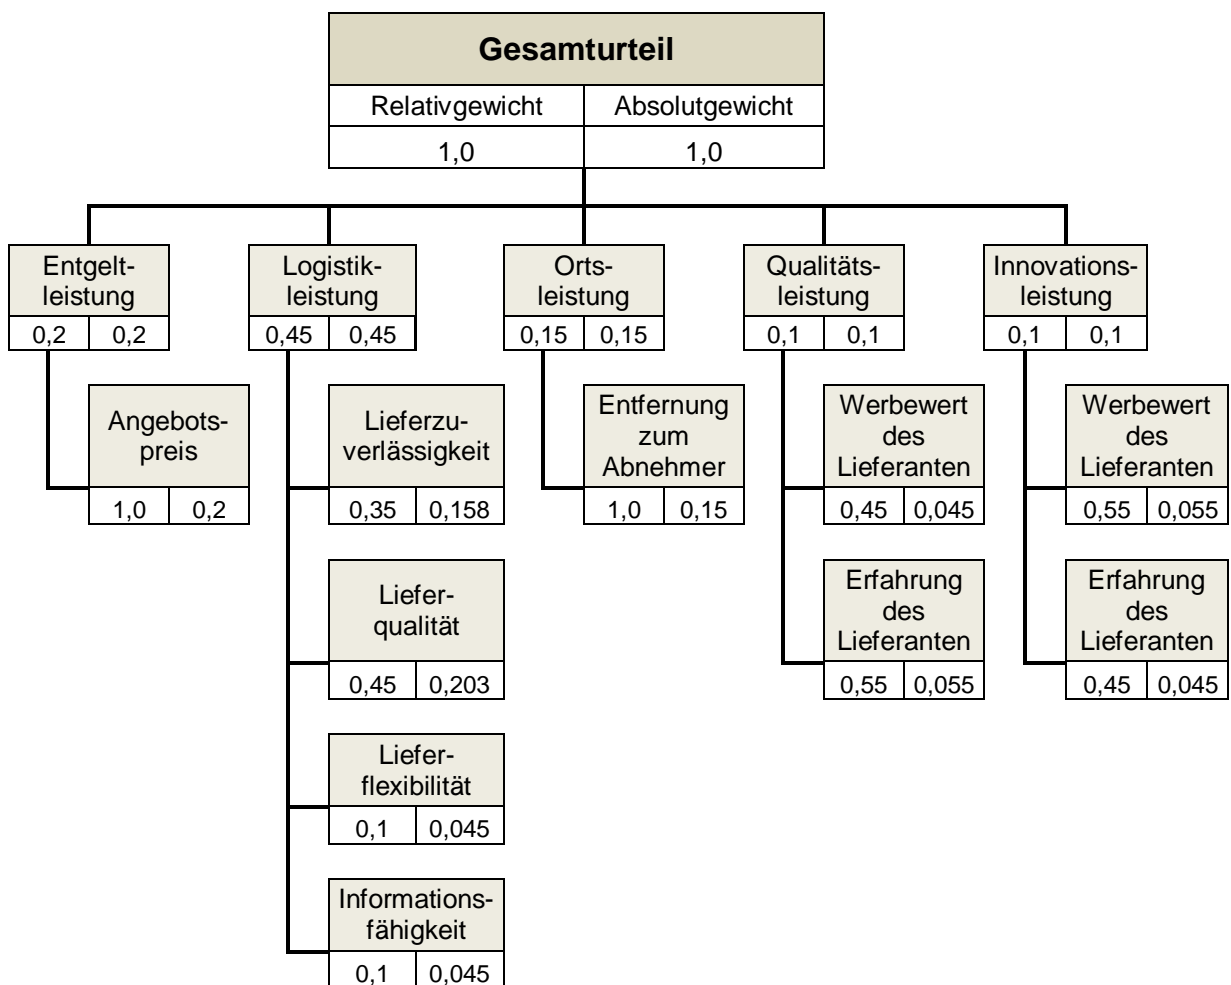 Gesamturteil
Relativgewicht Absolutgewicht
1,0 1,0
Entgelt-
leistung
0,2 0,2
Logistik-
leistung
0,45 0,45
Orts-
leistung
0,15 0,15
Qualitäts-
leistung
0,1 0,1
Innovations-
leistung
0,1 0,1
Angebots-
preis
1,0 0,2
Lieferzu-
verlässigkeit
0,35 0,158
Entfernung
zum
Abnehmer
1,0 0,15
Werbewert
des
Lieferanten
0,45 0,045
Werbewert
des
Lieferanten
0,55 0,055
Liefer-
qualität
0,45 0,203
Erfahrung
des
Lieferanten
0,55 0,055
Erfahrung
des
Lieferanten
0,45 0,045
Liefer-
flexibilität
0,1 0,045
Informations-
fähigkeit
0,1 0,045